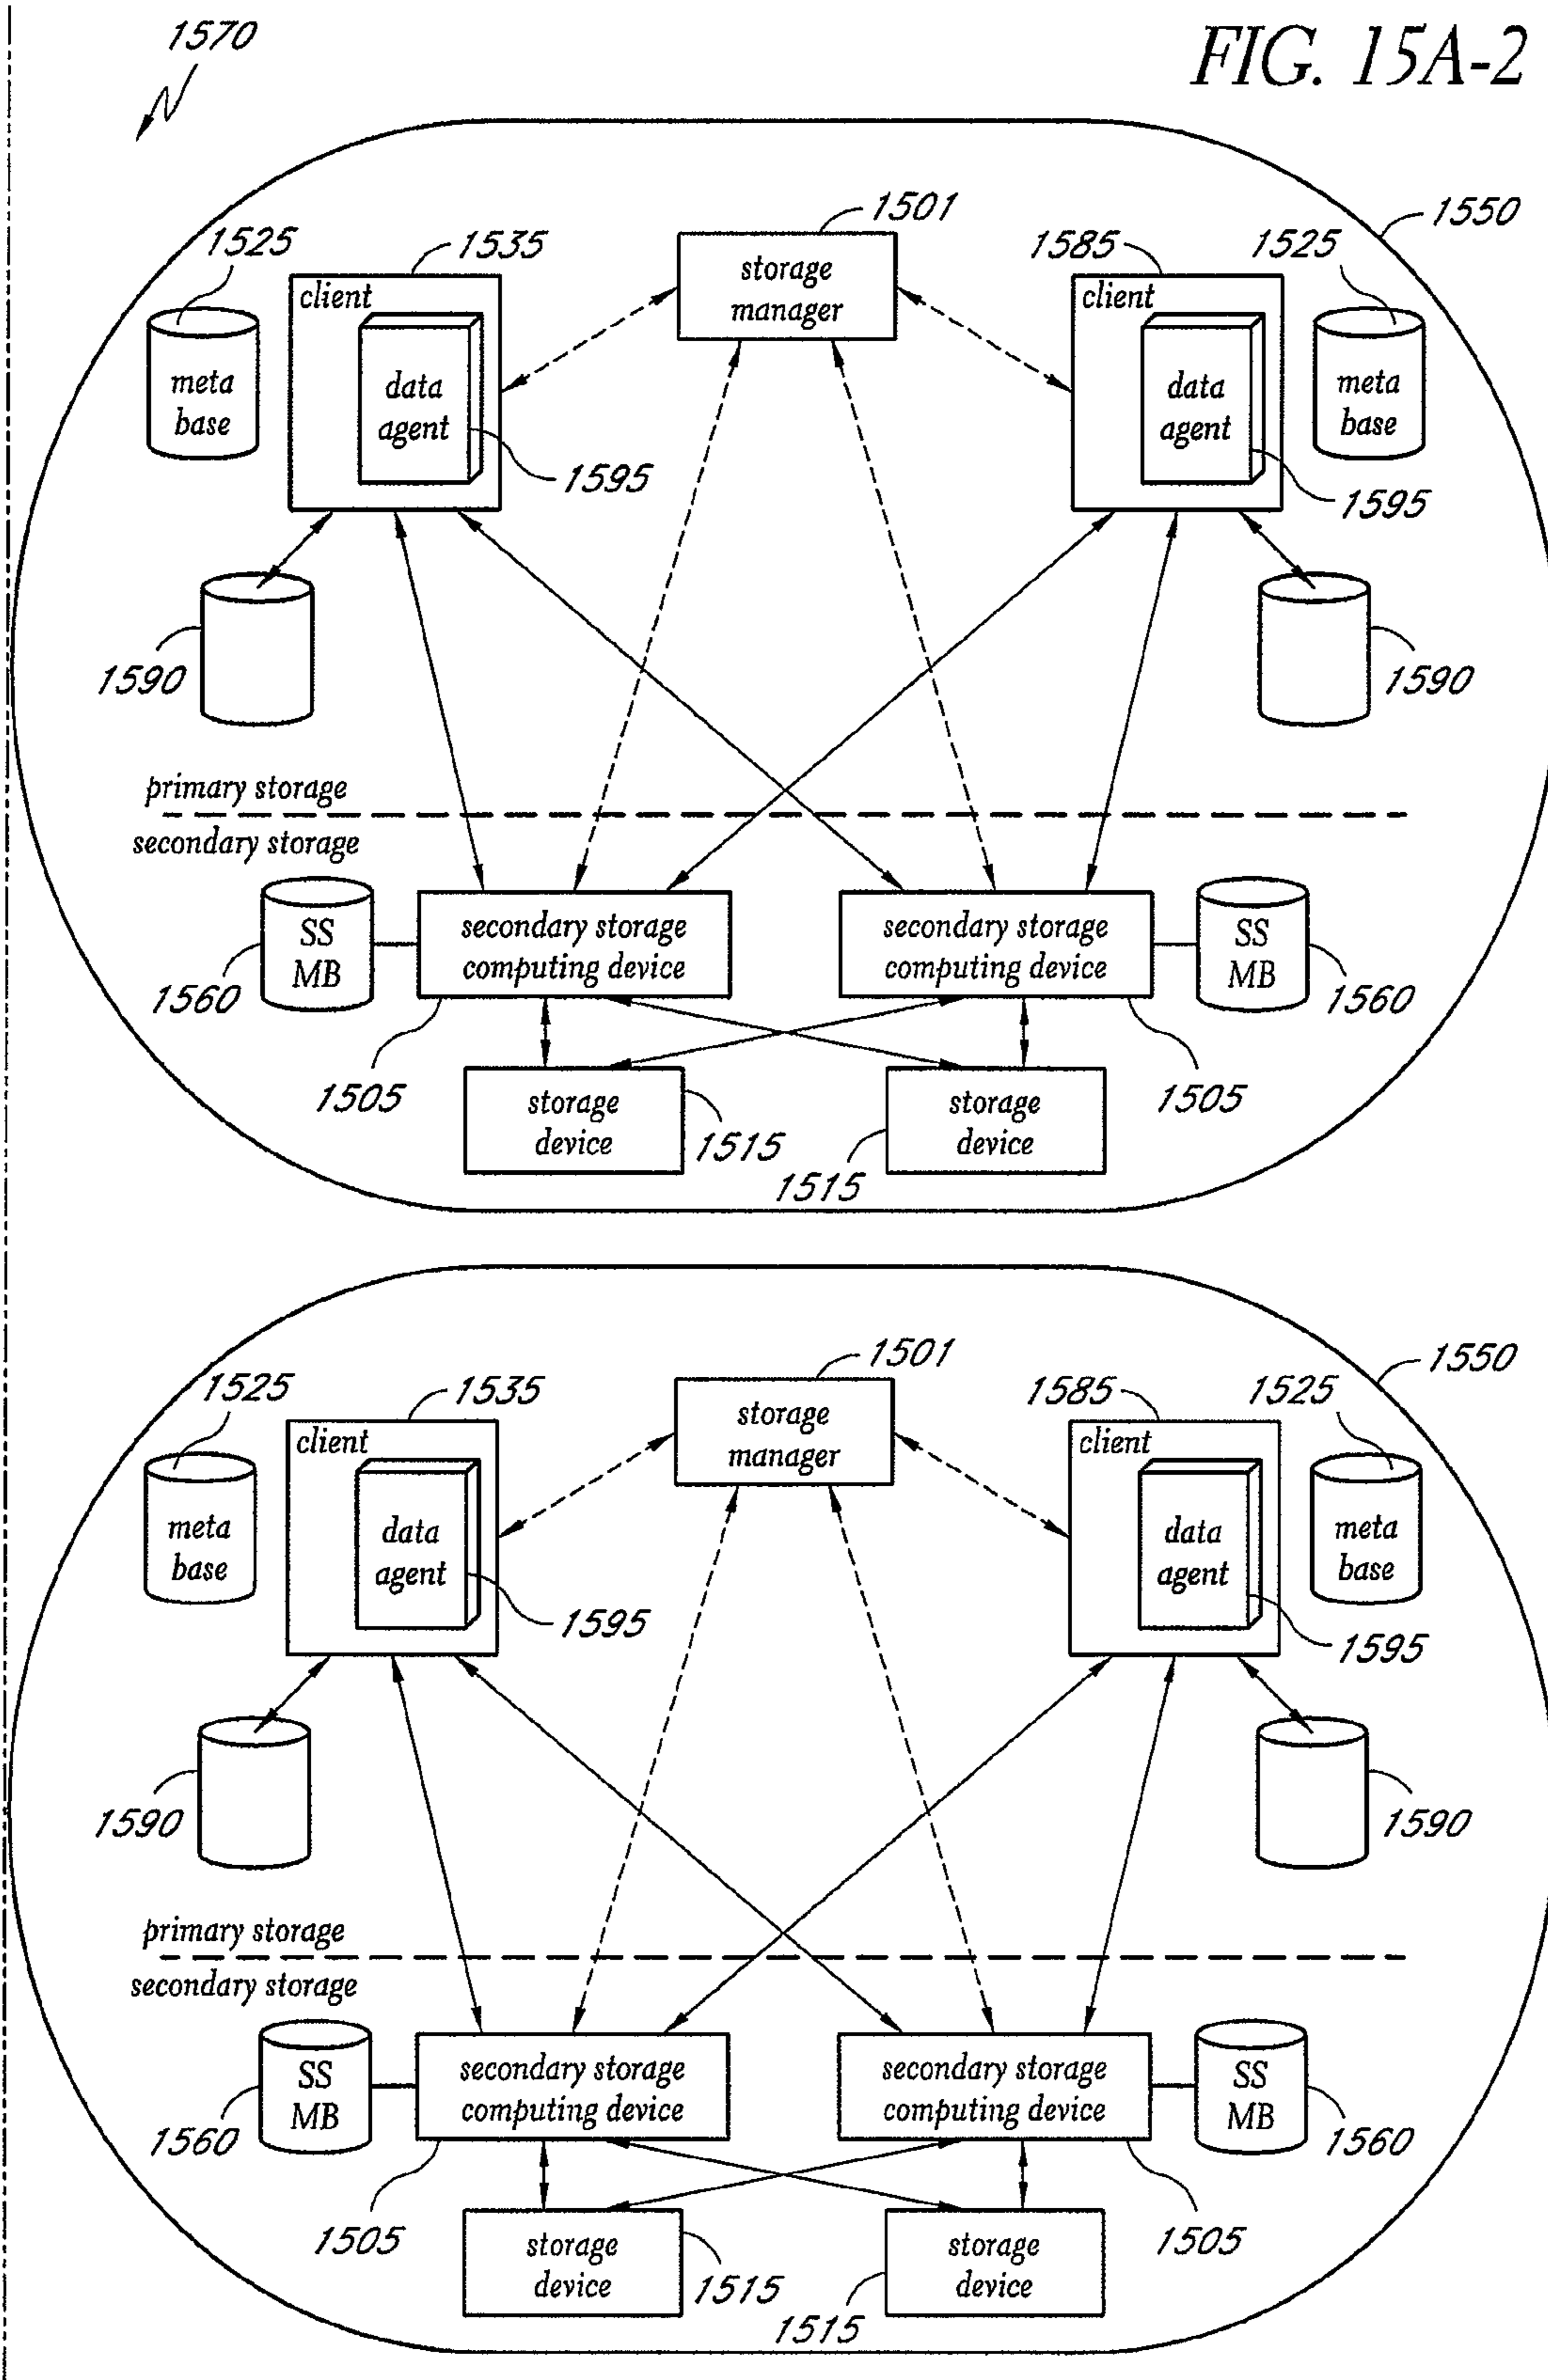 1570
FIG. 15A-2
1501
1550
1525
1535
1585
1525
client
storage
manager
client
meta
base
data
agent
data
agent
meta
base
1595
1595
1590
1590
primary storage
secondary storage
SS
MB
secondary storage
computing device
secondary storage
computing device
SS
MB
1560
1560
1505
storage
device
1515
storage
device
1505
1515
1501
1550
1525
1535
1585
1525
client
storage
manager
client
meta
base
data
agent
data
agent
meta
base
1595
1595
1590
1590
primary storage
secondary storage
SS
MB
secondary storage
computing device
secondary storage
computing device
SS
MB
1560
1560
1505
storage
device
1515
storage
device
1505
1515